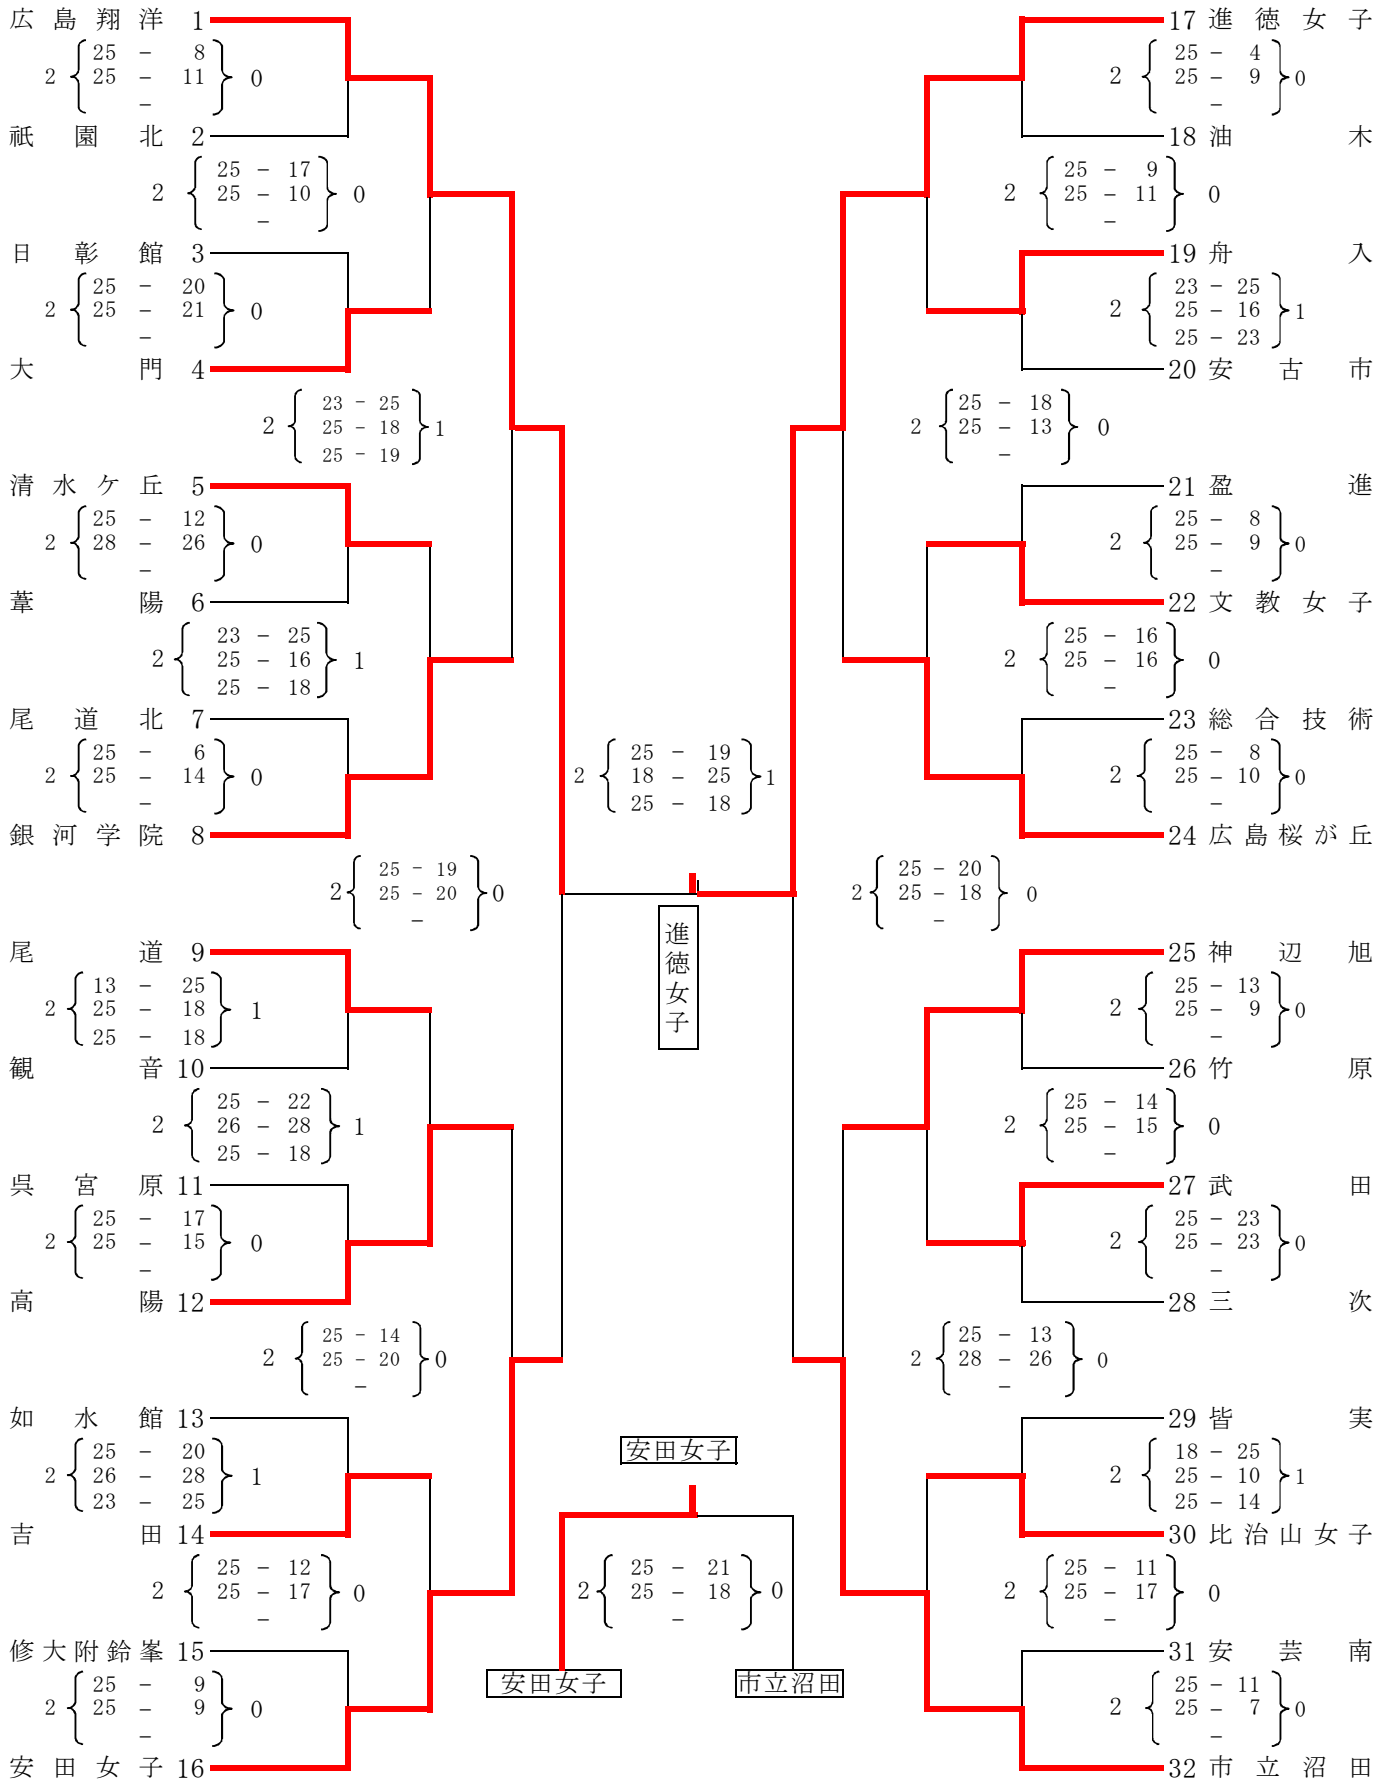 広島翔洋 1
2 25 - 8 0
25 - 11
-
祇園北 2
2 25 - 17 0
25 - 10
-
日彰館 3
2 25 - 20 0
25 - 21
-
大門 4
2 23 - 25 1
25 - 18
25 - 19
清水ケ丘 5
2 25 - 12 0
28 - 26
-
葦陽 6
2 23 - 25 1
25 - 16
25 - 18
尾道北 7
2 25 - 6 0
25 - 14
-
銀河学院 8
2 25 - 19 0
25 - 20
-
尾道 9
2 13 - 25 1
25 - 18
25 - 18
観音 10
2 25 - 22 1
26 - 28
25 - 18
呉宮原 11
2 25 - 17 0
25 - 15
-
高陽 12
2 25 - 14 0
25 - 20
-
如水館 13
2 25 - 20 1
26 - 28
23 - 25
吉田 14
2 25 - 12 0
25 - 17
-
修大附鈴峯 15
2 25 - 9 0
25 - 9
-
安田女子 16
2 25 - 19 1
18 - 25
25 - 18
進徳女子
安田女子
2 25 - 21 0
25 - 18
-
安田女子
市立沼田
17 進徳女子
2 25 - 4 0
25 - 9
-
18 油木
2 25 - 9 0
25 - 11
-
19 舟入
2 23 - 25 1
25 - 16
25 - 23
20 安古市
2 25 - 18 0
25 - 13
-
21 盈進
2 25 - 8 0
25 - 9
-
22 文教女子
2 25 - 16 0
25 - 16
-
23 総合技術
2 25 - 8 0
25 - 10
-
24 広島桜が丘
2 25 - 20 0
25 - 18
-
25 神辺旭
2 25 - 13 0
25 - 9
-
26 竹原
2 25 - 14 0
25 - 15
-
27 武田
2 25 - 23 0
25 - 23
-
28 三次
2 25 - 13 0
28 - 26
-
29 皆実
2 18 - 25 1
25 - 10
25 - 14
30 比治山女子
2 25 - 11 0
25 - 17
-
31 安芸南
2 25 - 11 0
25 - 7
-
32 市立沼田